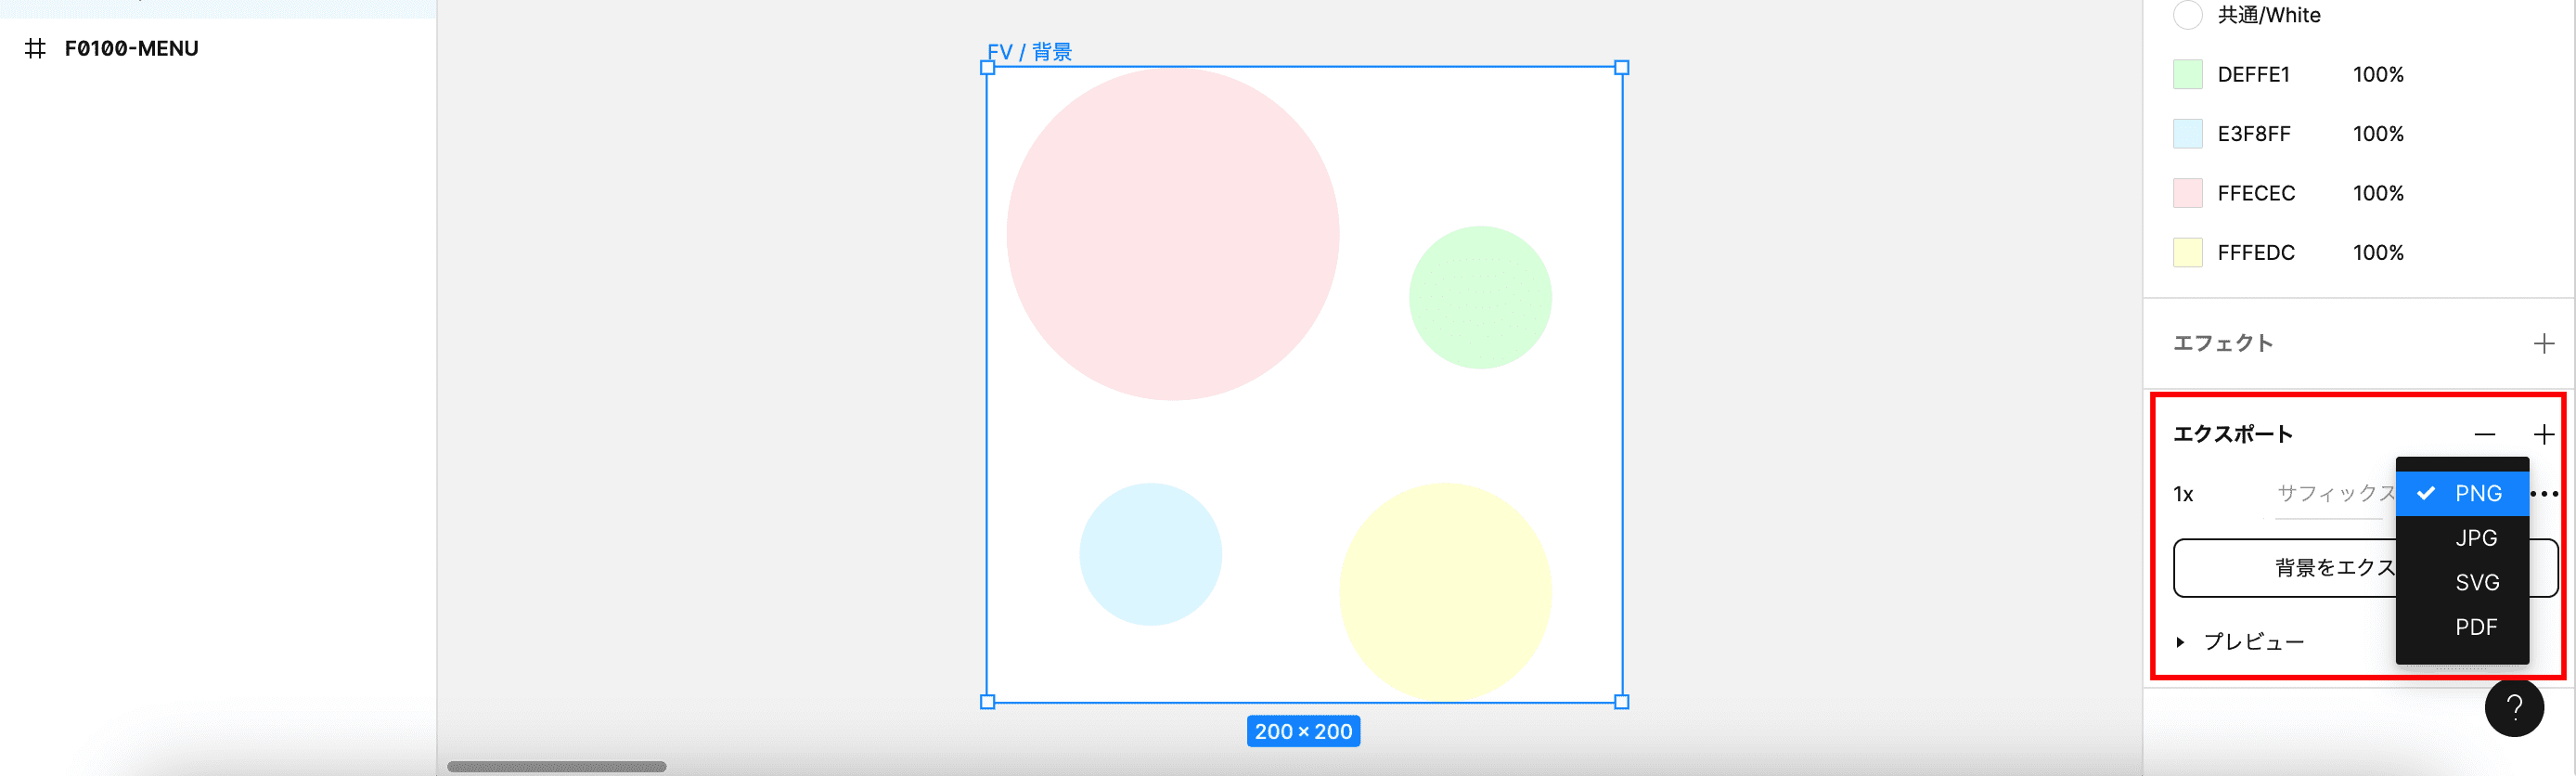 F0100-MENU
FV / 背景
200 × 200
共通/White
DEFFE1 100%
E3F8FF 100%
FFECEC 100%
FFFEDC 100%
エフェクト
エクスポート
1x サフィックス
PNG
JPG
SVG
PDF
背景をエクス
プレビュー
?